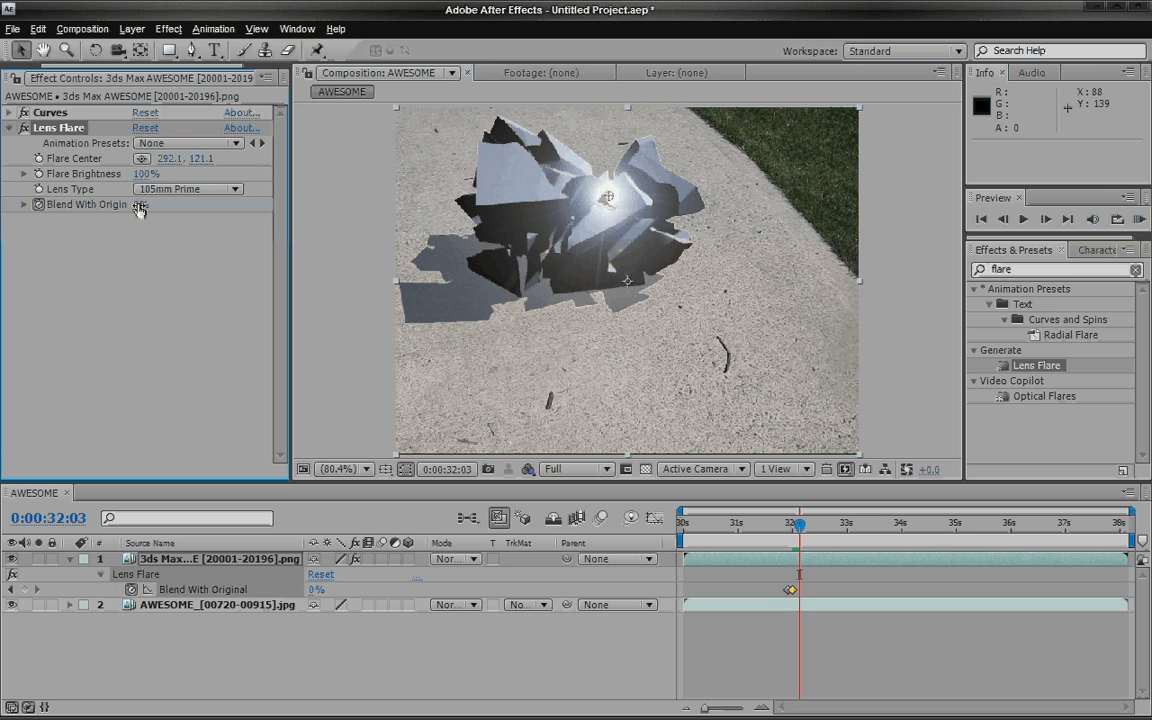 AE Adobe After Effects - Untitled Project.aep *
File Edit Composition Layer Effect Animation View Window Help
Workspace: Standard Search Help
Effect Controls: 3ds Max AWESOME [20001-2019
AWESOME • 3ds Max AWESOME [20001-20196].png
fx Curves Reset About...
fx Lens Flare Reset About...
Animation Presets: None
Flare Center 292.1, 121.1
Flare Brightness 100%
Lens Type 105mm Prime
Blend With Origin
Composition: AWESOME Footage: (none) Layer: (none)
AWESOME
(80.4%) 0:00:32:03 Full Active Camera 1 View +0.0
Info Audio
R: X: 88
G: Y: 139
B:
A: 0
Preview
Effects & Presets Characte
flare
* Animation Presets
Text
Curves and Spins
Radial Flare
Generate
Lens Flare
Video Copilot
Optical Flares
AWESOME
0:00:32:03
30s 31s 32 33s 34s 35s 36s 37s 38s
# Source Name Mode T TrkMat Parent
1 3ds Max...E [20001-20196].png Nor... None
fx Lens Flare Reset ...
Blend With Original 0%
2 AWESOME_[00720-00915].jpg Nor... No... None